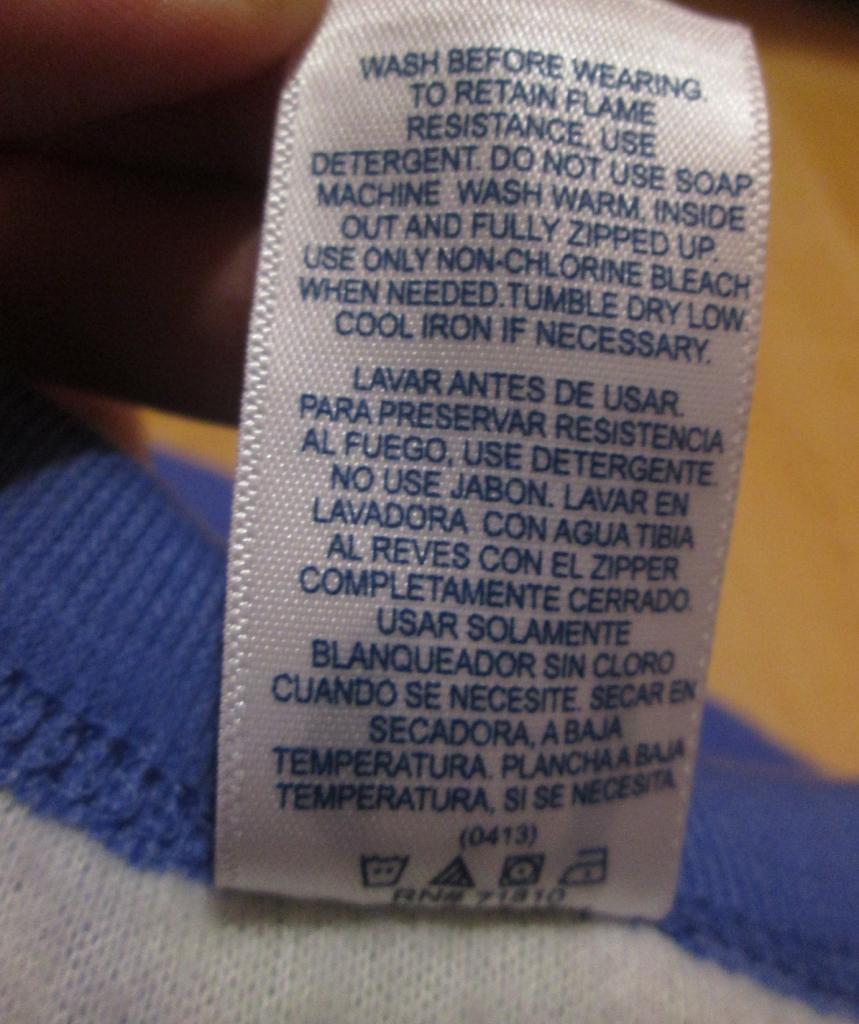 WASH BEFORE WEARING.
TO RETAIN FLAME
RESISTANCE, USE
DETERGENT. DO NOT USE SOAP
MACHINE WASH WARM, INSIDE
OUT AND FULLY ZIPPED UP.
USE ONLY NON-CHLORINE BLEACH
WHEN NEEDED.TUMBLE DRY LOW
COOL IRON IF NECESSARY.
LAVAR ANTES DE USAR.
PARA PRESERVAR RESISTENCIA
AL FUEGO, USE DETERGENTE.
NO USE JABON. LAVAR EN
LAVADORA CON AGUA TIBIA
AL REVES CON EL ZIPPER
COMPLETAMENTE CERRADO.
USAR SOLAMENTE
BLANQUEADOR SIN CLORO
CUANDO SE NECESITE. SECAR EN
SECADORA, A BAJA
TEMPERATURA. PLANCHA A BAJA
TEMPERATURA, SI SE NECESITA.
(0413)
RN# 71810